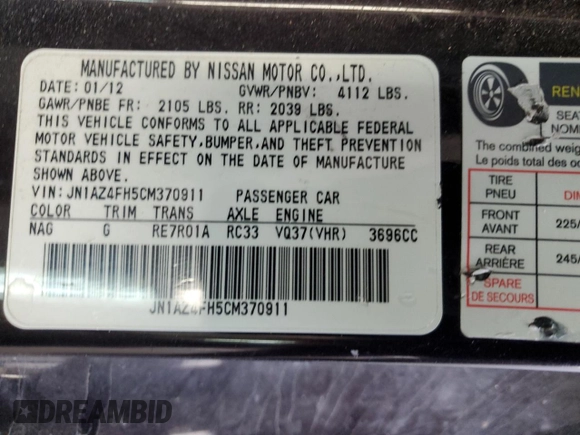 MANUFACTURED BY NISSAN MOTOR CO.,LTD.
DATE: 01/12 GVWR/PNBV: 4112 LBS.
GAWR/PNBE FR: 2105 LBS. RR: 2039 LBS.
THIS VEHICLE CONFORMS TO ALL APPLICABLE FEDERAL
MOTOR VEHICLE SAFETY,BUMPER,AND THEFT PREVENTION
STANDARDS IN EFFECT ON THE DATE OF MANUFACTURE
SHOWN ABOVE.
VIN: JN1AZ4FH5CM370911 PASSENGER CAR
COLOR TRIM TRANS AXLE ENGINE
NAG G RE7R01A RC33 VQ37(VHR) 3696CC
JN1AZ4FH5CM370911
The combined
Le poids total des
TIRE
PNEU
FRONT
AVANT
225/
REAR
ARRIÈRE
245/
SPARE
DE SECOURS
DREAMBID